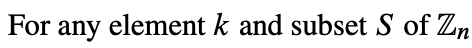 For any element k and subset S of ℤₙ